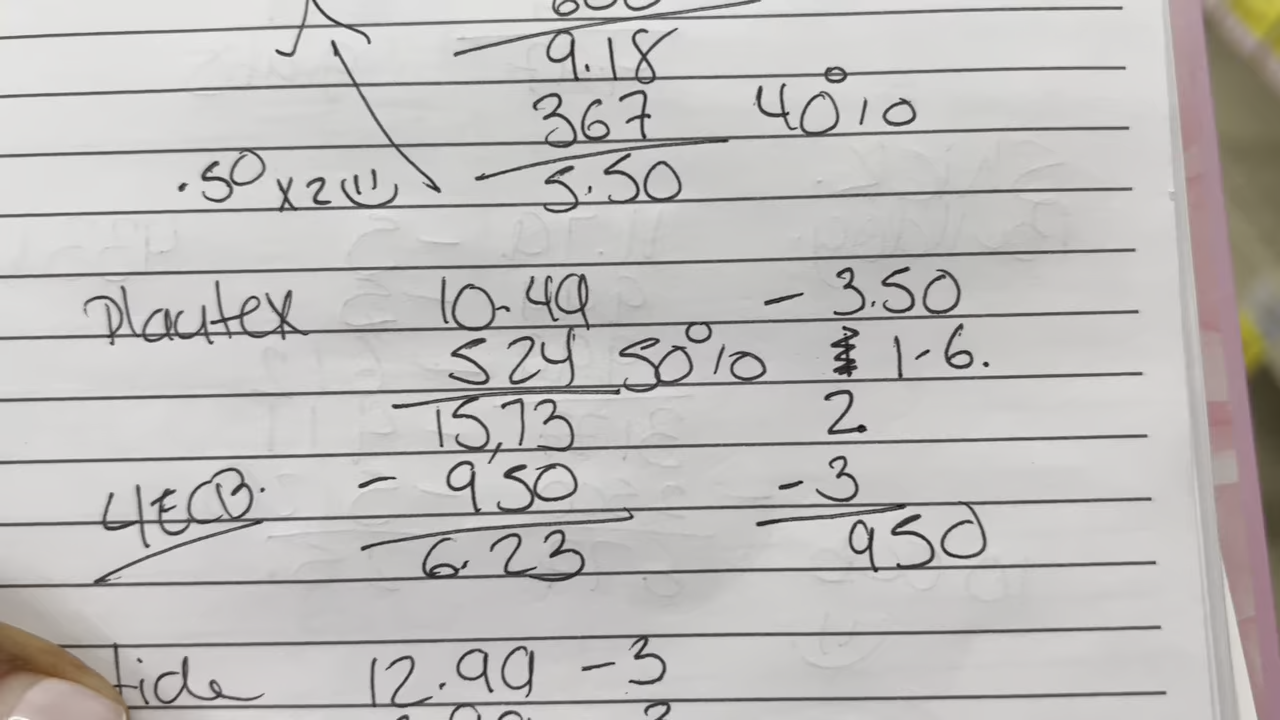 600
9.18
367 40%
.50 x2 5.50
Playtex 10.49 - 3.50
524 50% 1-6.
15,73 2.
4ECB. - 950 - 3
6.23 950
tide 12.99 - 3